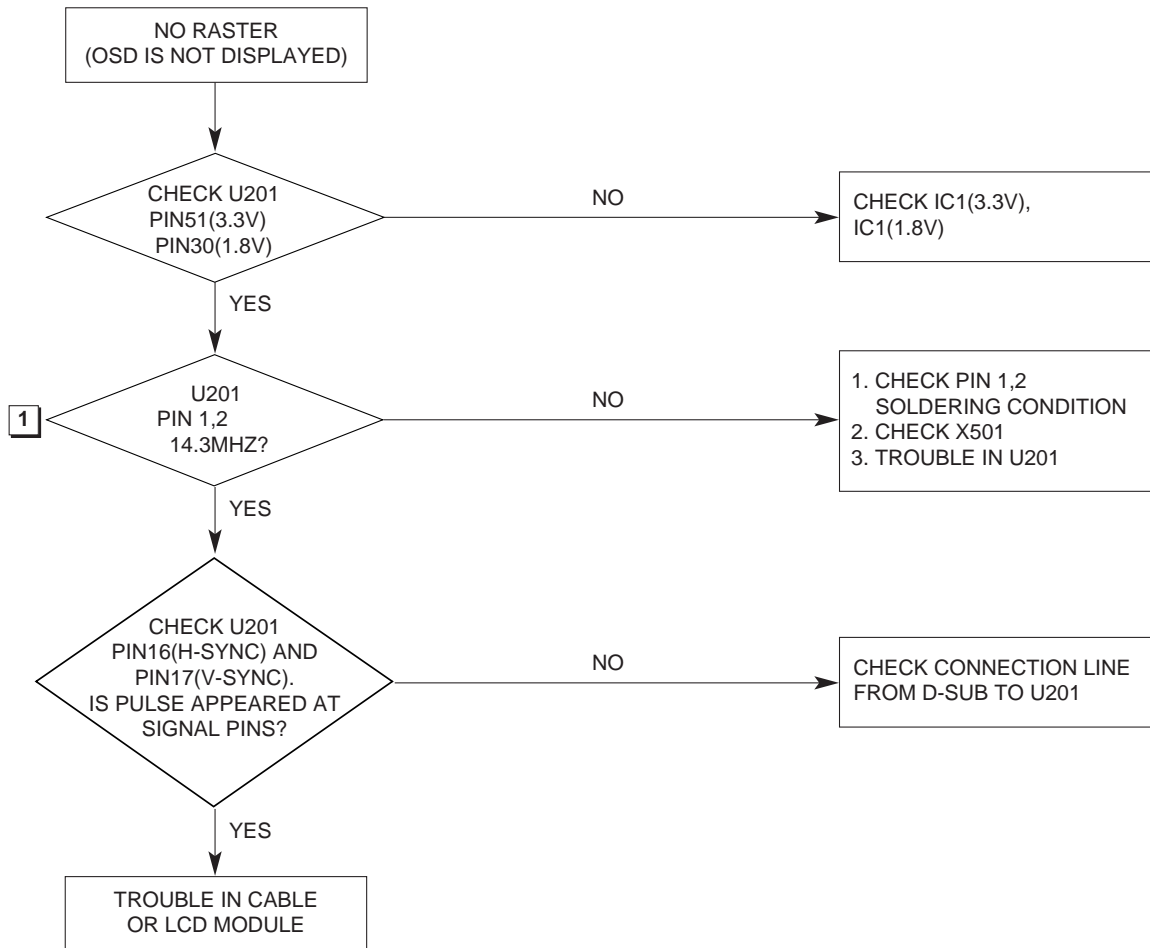 NO RASTER
(OSD IS NOT DISPLAYED)
CHECK U201
PIN51(3.3V)
PIN30(1.8V)
NO
CHECK IC1(3.3V),
IC1(1.8V)
YES
1
U201
PIN 1,2
14.3MHZ?
NO
1. CHECK PIN 1,2
SOLDERING CONDITION
2. CHECK X501
3. TROUBLE IN U201
YES
CHECK U201
PIN16(H-SYNC) AND
PIN17(V-SYNC).
IS PULSE APPEARED AT
SIGNAL PINS?
NO
CHECK CONNECTION LINE
FROM D-SUB TO U201
YES
TROUBLE IN CABLE
OR LCD MODULE